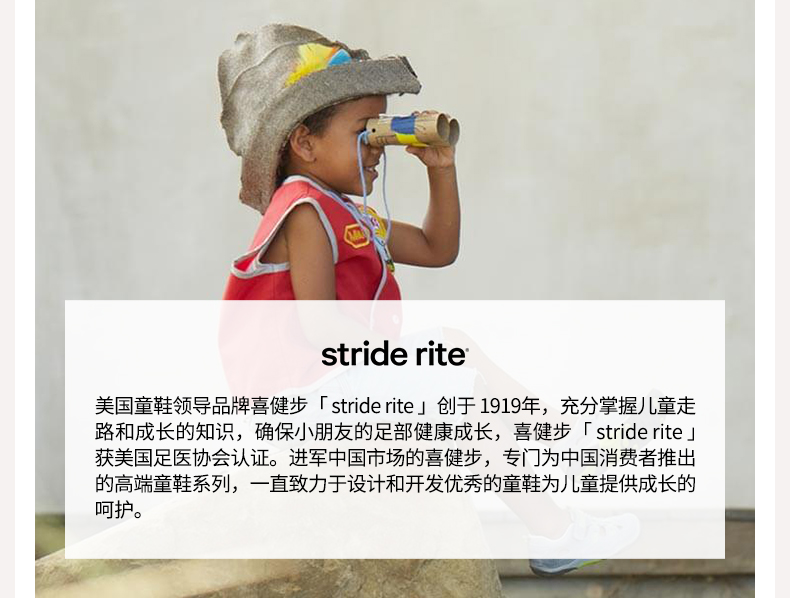 stride rite
美国童鞋领导品牌喜健步「 stride rite 」创于 1919年，充分掌握儿童走
路和成长的知识，确保小朋友的足部健康成长，喜健步「 stride rite 」
获美国足医协会认证。进军中国市场的喜健步，专门为中国消费者推出
的高端童鞋系列，一直致力于设计和开发优秀的童鞋为儿童提供成长的
呵护。